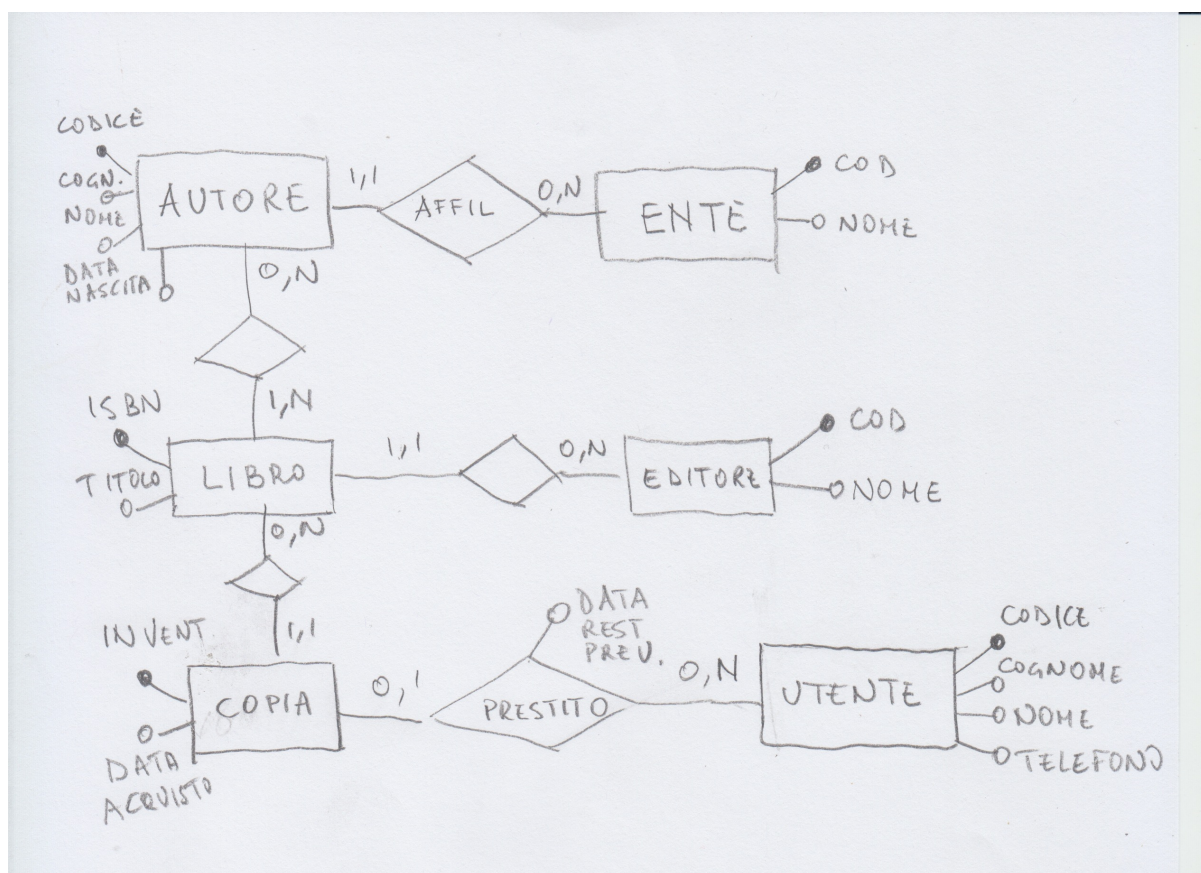 CODICE
COGN.
NOME
DATA
NASCITA
AUTORE
1,1
AFFIL
0,N
ENTE
COD
NOME
0,N
1,N
ISBN
TITOLO
LIBRO
1,1
0,N
EDITORE
COD
NOME
0,N
1,1
INVENT.
DATA
ACQUISTO
COPIA
0,1
DATA
REST
PREV.
PRESTITO
0,N
UTENTE
CODICE
COGNOME
NOME
TELEFONO